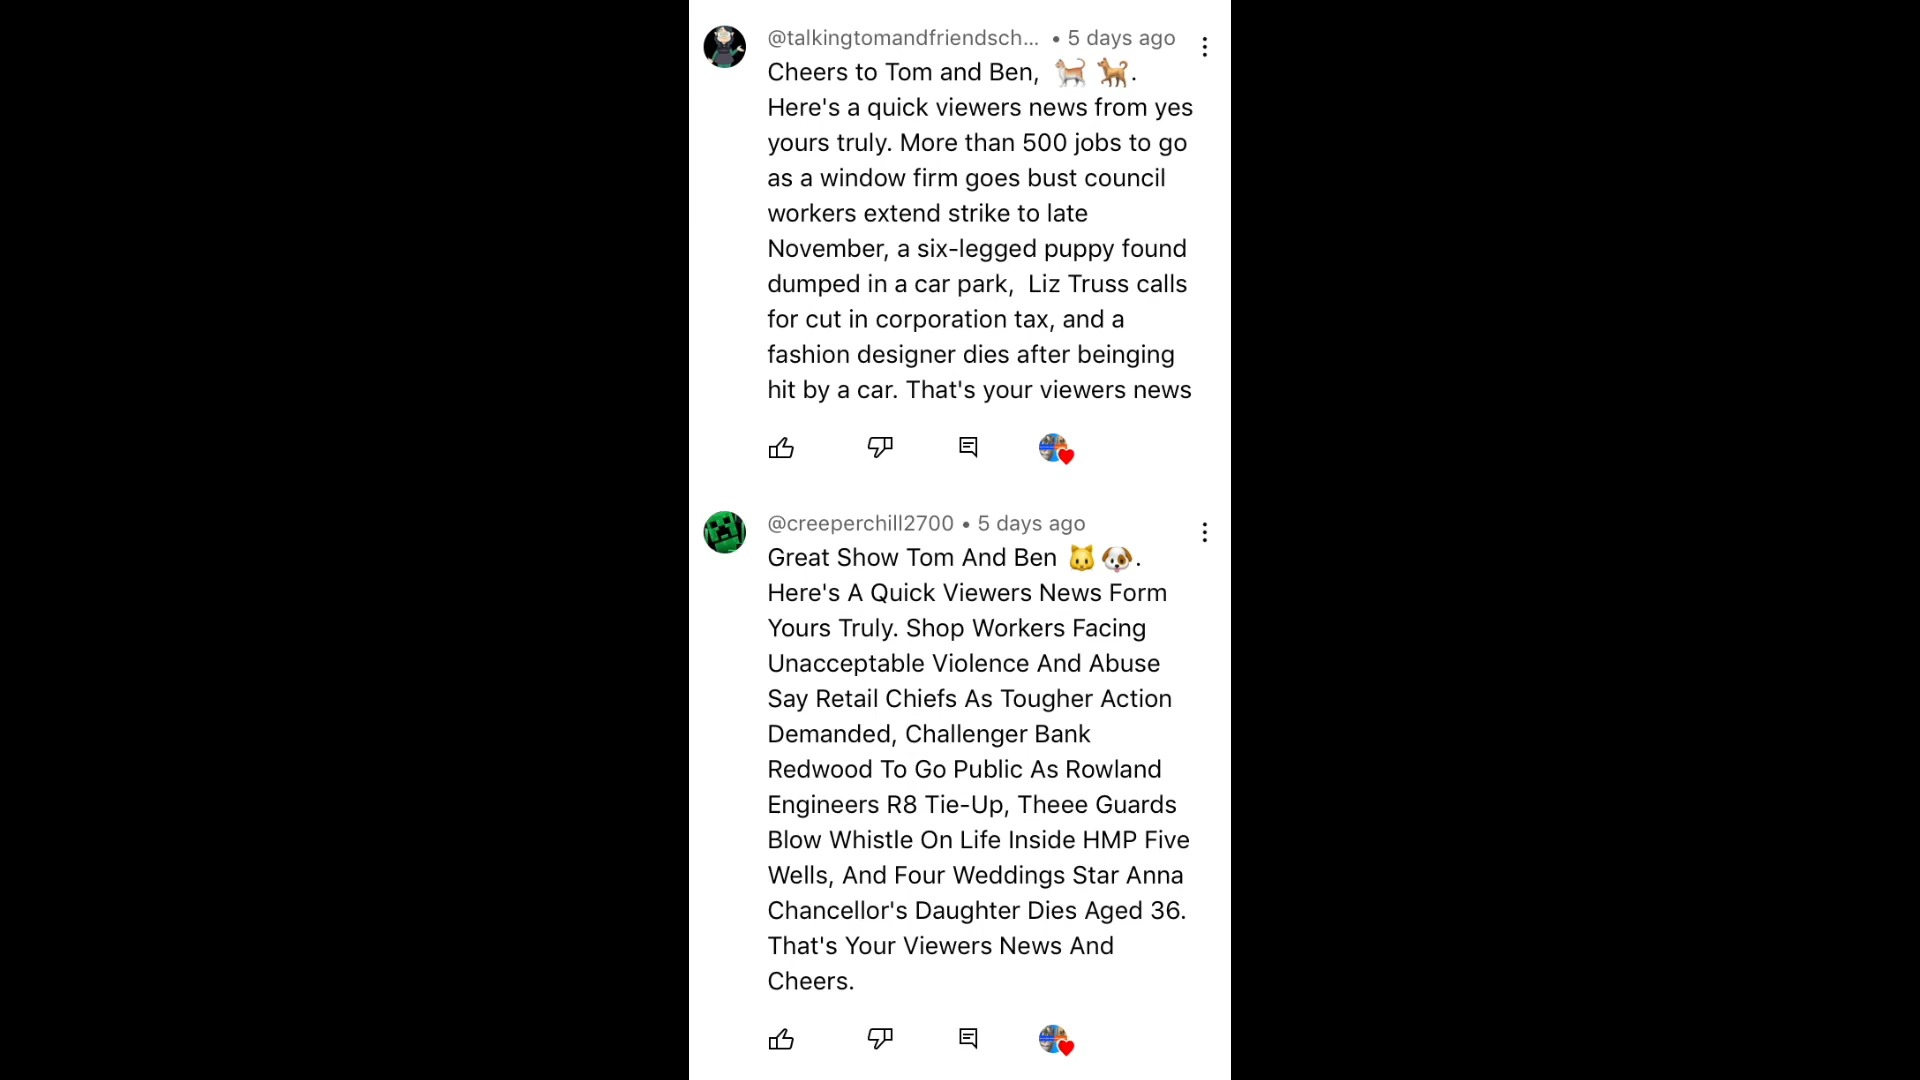 @talkingtomandfriendsch... • 5 days ago
Cheers to Tom and Ben, 🐈🐕.
Here's a quick viewers news from yes
yours truly. More than 500 jobs to go
as a window firm goes bust council
workers extend strike to late
November, a six-legged puppy found
dumped in a car park,  Liz Truss calls
for cut in corporation tax, and a
fashion designer dies after beinging
hit by a car. That's your viewers news
@creeperchill2700 • 5 days ago
Great Show Tom And Ben 🐱🐶.
Here's A Quick Viewers News Form
Yours Truly. Shop Workers Facing
Unacceptable Violence And Abuse
Say Retail Chiefs As Tougher Action
Demanded, Challenger Bank
Redwood To Go Public As Rowland
Engineers R8 Tie-Up, Theee Guards
Blow Whistle On Life Inside HMP Five
Wells, And Four Weddings Star Anna
Chancellor's Daughter Dies Aged 36.
That's Your Viewers News And
Cheers.